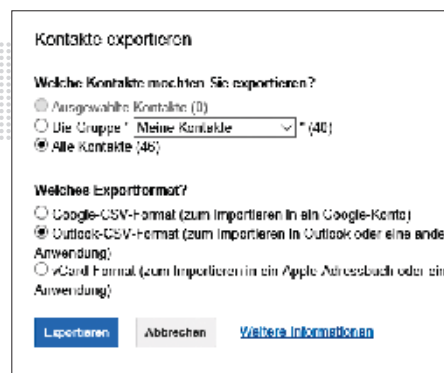 Kontakte exportieren
Welche Kontakte möchten Sie exportieren?
Ausgewählte Kontakte (0)
Die Gruppe " Meine Kontakte " (40)
Alle Kontakte (46)
Welches Exportformat?
Google-CSV-Format (zum Importieren in ein Google-Konto)
Outlook-CSV-Format (zum Importieren in Outlook oder eine ande
Anwendung)
vCard-Format (zum Importieren in ein Apple-Adressbuch oder ein
Anwendung)
Exportieren Abbrechen Weitere Informationen